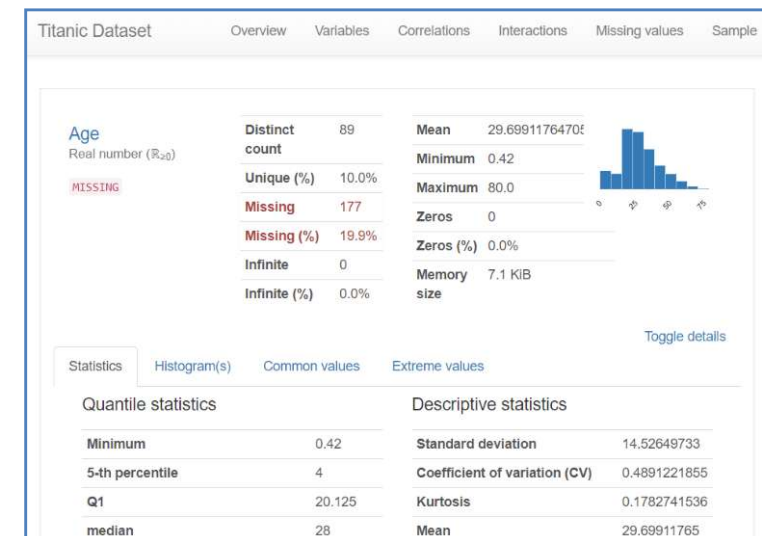 Titanic Dataset Overview Variables Correlations Interactions Missing values Sample
Age
Real number (ℝ≥0)
MISSING
Distinct count 89
Unique (%) 10.0%
Missing 177
Missing (%) 19.9%
Infinite 0
Infinite (%) 0.0%
Mean 29.69911764705
Minimum 0.42
Maximum 80.0
Zeros 0
Zeros (%) 0.0%
Memory size 7.1 KiB
0 25 50 75
Toggle details
Statistics Histogram(s) Common values Extreme values
Quantile statistics
Minimum 0.42
5-th percentile 4
Q1 20.125
median 28
Descriptive statistics
Standard deviation 14.52649733
Coefficient of variation (CV) 0.4891221855
Kurtosis 0.1782741536
Mean 29.69911765